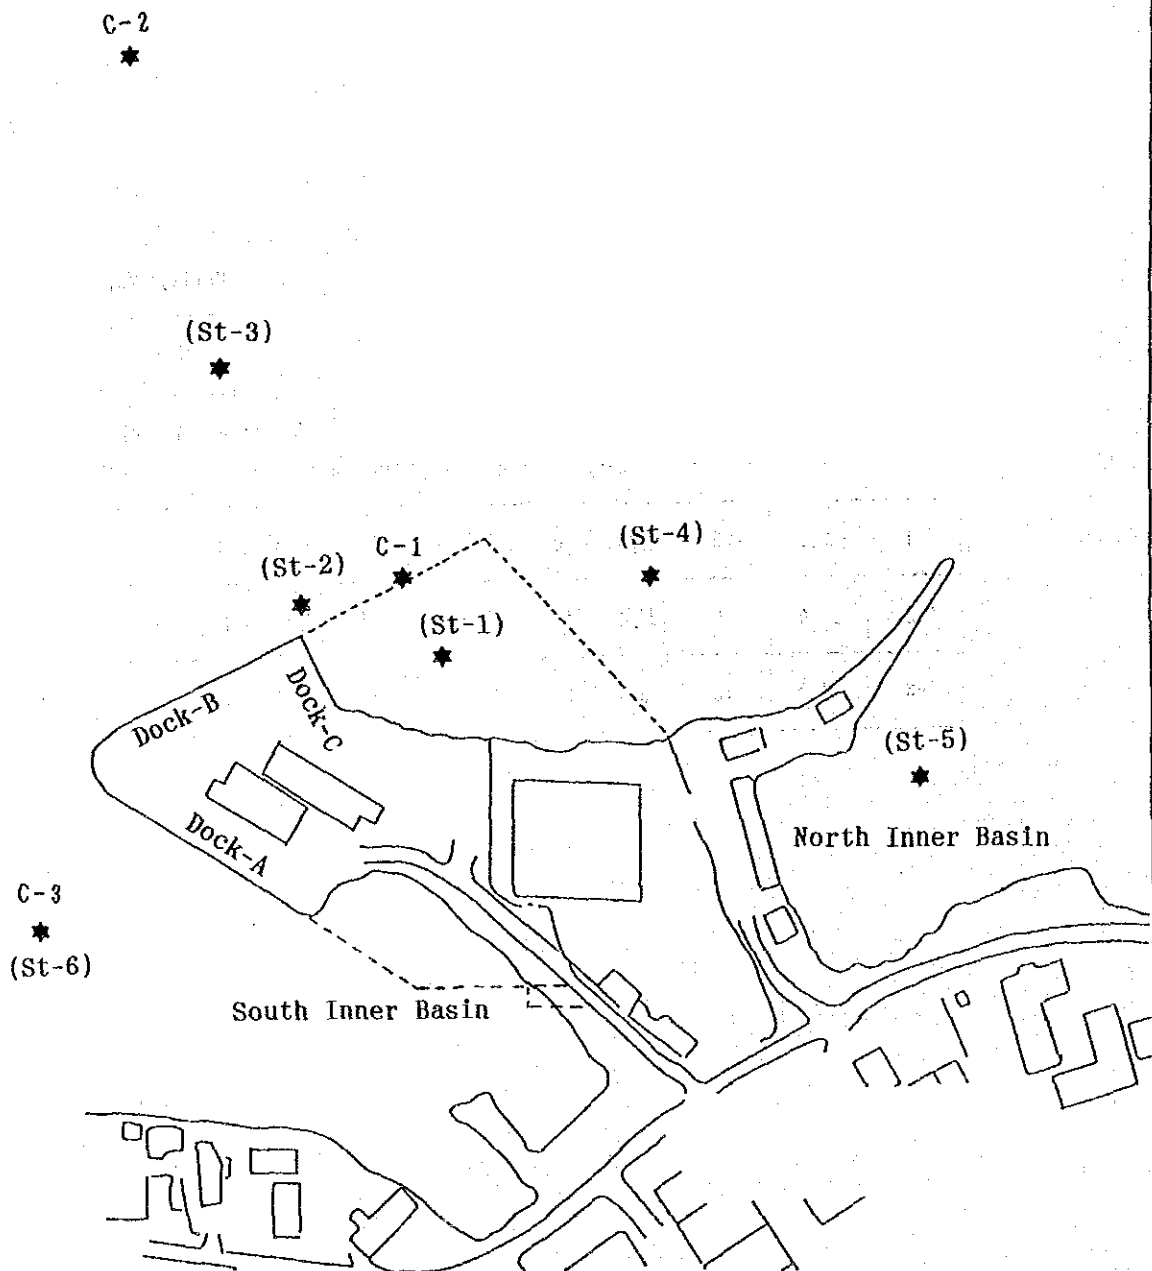 C-2
(St-3)
(St-4)
C-1
(St-2)
(St-1)
Dock-B
Dock-C
(St-5)
Dock-A
North Inner Basin
C-3
(St-6)
South Inner Basin